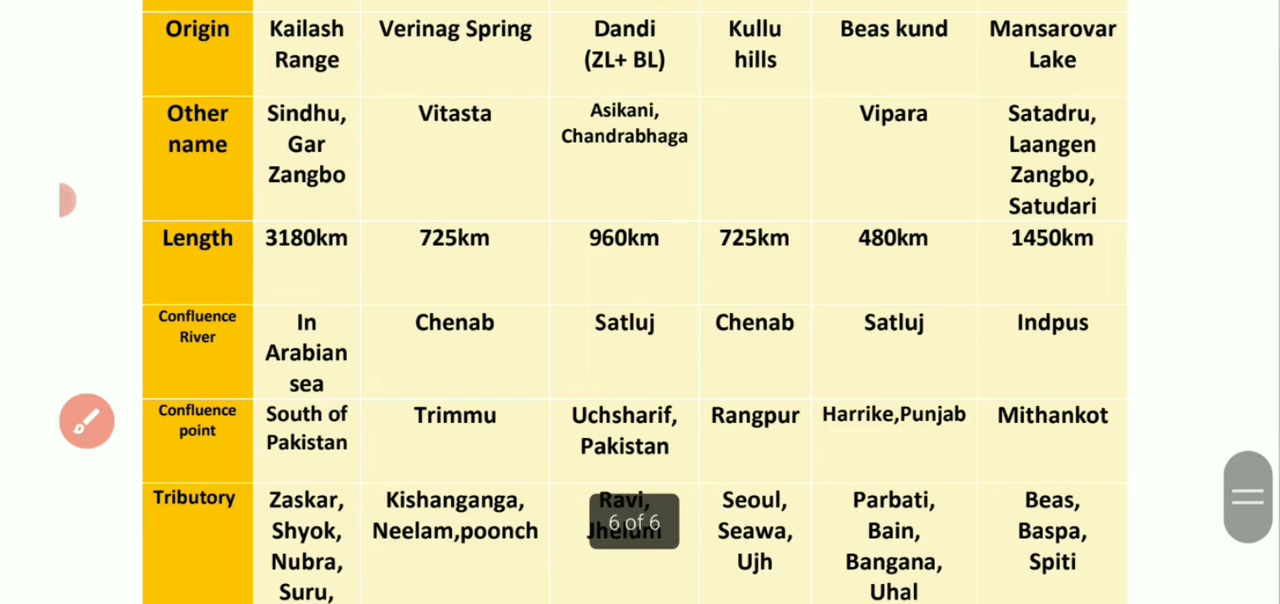 Origin Kailash Verinag Spring Dandi Kullu Beas kund Mansarovar
Range (ZL+ BL) hills Lake
Other Sindhu, Vitasta Asikani, Vipara Satadru,
name Gar Chandrabhaga Laangen
Zangbo Zangbo,
Satudari
Length 3180km 725km 960km 725km 480km 1450km
Confluence In Chenab Satluj Chenab Satluj Indpus
River Arabian
sea
Confluence South of Trimmu Uchsharif, Rangpur Harrike,Punjab Mithankot
point Pakistan Pakistan
Tributory Zaskar, Kishanganga, Ravi, Seoul, Parbati, Beas,
Shyok, Neelam,poonch Jhelum Seawa, Bain, Baspa,
Nubra, Ujh Bangana, Spiti
Suru, Uhal
6 of 6